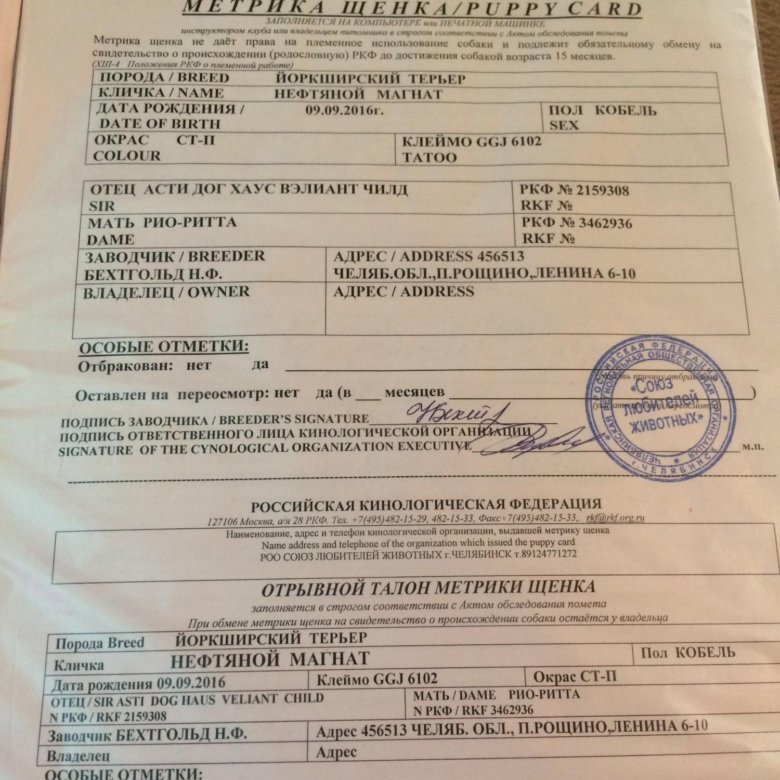 МЕТРИКА ЩЕНКА/PUPPY CARD
ЗАПОЛНЯЕТСЯ НА КОМПЬЮТЕРЕ или ПЕЧАТНОЙ МАШИНКЕ
инструктором клуба или владельцем питомника в строгом соответствии с Актом обследования помета
Метрика щенка не даёт права на племенное использование собаки и подлежит обязательному обмену на
свидетельство о происхождении (родословную) РКФ до достижения собакой возраста 15 месяцев.
(XIII-4 Положения РКФ о племенной работе)
ПОРОДА / BREED ЙОРКШИРСКИЙ ТЕРЬЕР
КЛИЧКА / NAME НЕФТЯНОЙ МАГНАТ
ДАТА РОЖДЕНИЯ / 09.09.2016г. ПОЛ КОБЕЛЬ
DATE OF BIRTH SEX
ОКРАС СТ-П КЛЕЙМО GGJ 6102
COLOUR TATOO
ОТЕЦ АСТИ ДОГ ХАУС ВЭЛИАНТ ЧИЛД РКФ № 2159308
SIR RKF №
МАТЬ РИО-РИТТА РКФ № 3462936
DAME RKF №
ЗАВОДЧИК / BREEDER АДРЕС / ADDRESS 456513
БЕХТГОЛЬД Н.Ф. ЧЕЛЯБ.ОБЛ.,П.РОЩИНО,ЛЕНИНА 6-10
ВЛАДЕЛЕЦ / OWNER АДРЕС / ADDRESS
ОСОБЫЕ ОТМЕТКИ:
Отбракован: нет да
Оставлен на переосмотр: нет да (в ___ месяцев )
ПОДПИСЬ ЗАВОДЧИКА / BREEDER'S SIGNATURE
ПОДПИСЬ ОТВЕТСТВЕННОГО ЛИЦА КИНОЛОГИЧЕСКОЙ ОРГАНИЗАЦИИ
SIGNATURE OF THE CYNOLOGICAL ORGANIZATION EXECUTIVE м.п.
РОССИЙСКАЯ ФЕДЕРАЦИЯ
«СОЮЗ
ЛЮБИТЕЛЕЙ
ЖИВОТНЫХ»
г.ЧЕЛЯБИНСК
РОССИЙСКАЯ КИНОЛОГИЧЕСКАЯ ФЕДЕРАЦИЯ
127106 Москва, а/я 28 РКФ. Тел. +7(495)482-15-29, 482-15-33, Факс+7(495)482-15-33,. rkf@rkf.org.ru
Наименование, адрес и телефон кинологической организации, выдавшей метрику щенка
Name address and telephone of the organization which issued the puppy card
РОО СОЮЗ ЛЮБИТЕЛЕЙ ЖИВОТНЫХ г.ЧЕЛЯБИНСК т.89124771272
ОТРЫВНОЙ ТАЛОН МЕТРИКИ ЩЕНКА
заполняется в строгом соответствии с Актом обследования помета
При обмене метрики щенка на свидетельство о происхождении собаки остаётся у владельца
Порода Breed ЙОРКШИРСКИЙ ТЕРЬЕР
Кличка НЕФТЯНОЙ МАГНАТ Пол КОБЕЛЬ
Дата рождения 09.09.2016 Клеймо GGJ 6102 Окрас СТ-П
ОТЕЦ / SIR ASTI DOG HAUS VELIANT CHILD МАТЬ / DAME РИО-РИТТА
N РКФ / RKF 2159308 N РКФ / RKF 3462936
Заводчик БЕХТГОЛЬД Н.Ф. Адрес 456513 ЧЕЛЯБ. ОБЛ., П.РОЩИНО,ЛЕНИНА 6-10
Владелец Адрес
ОСОБЫЕ ОТМЕТКИ: